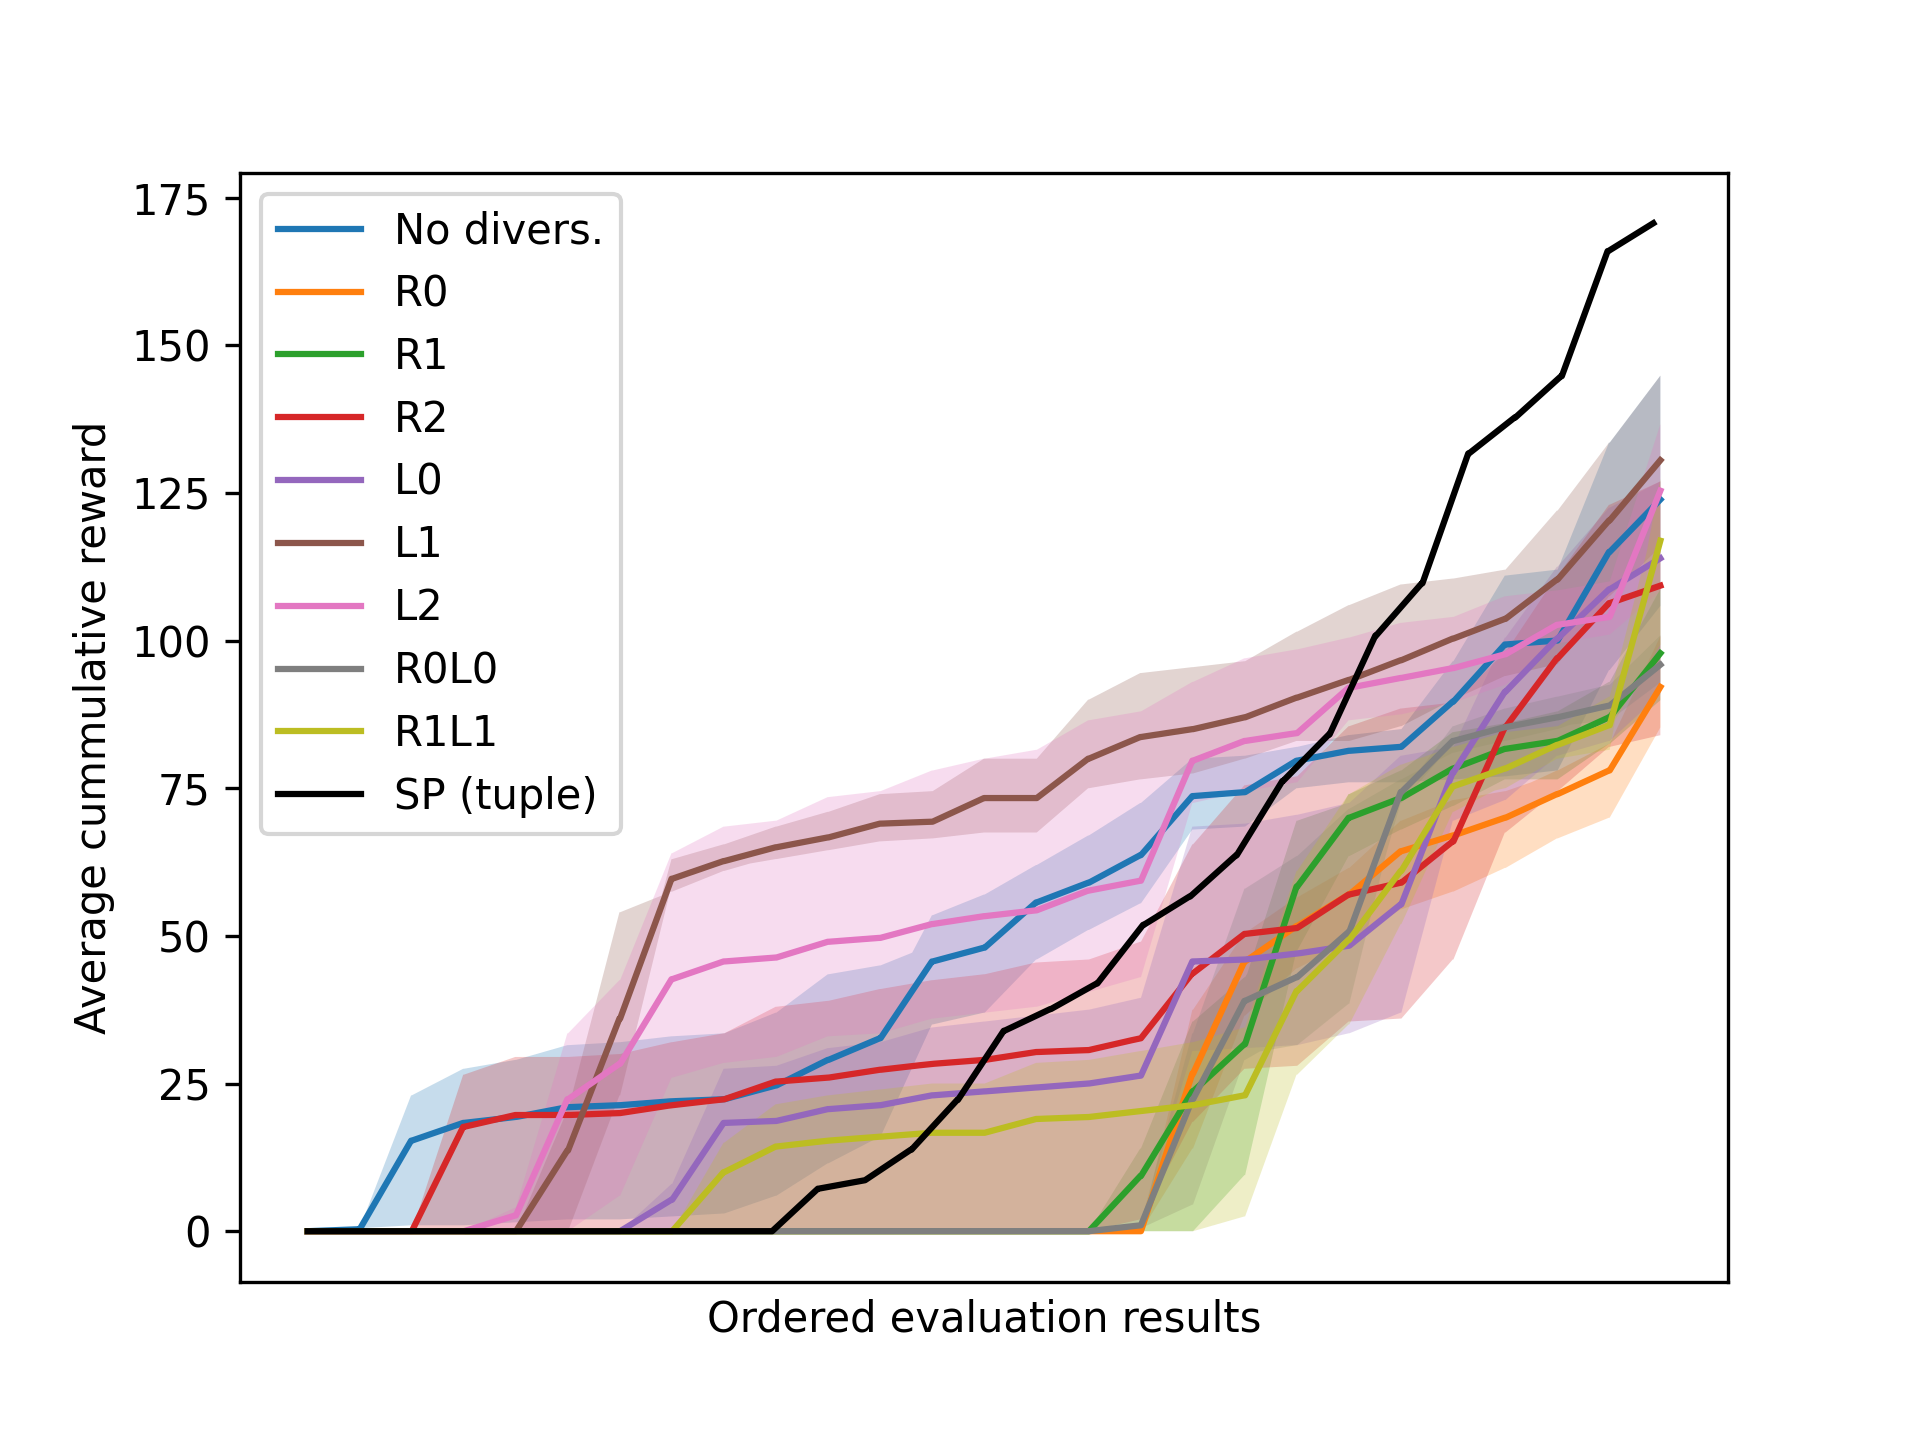 175
150
125
100
75
50
25
0
Average cummulative reward
No divers.
R0
R1
R2
L0
L1
L2
R0L0
R1L1
SP (tuple)
Ordered evaluation results